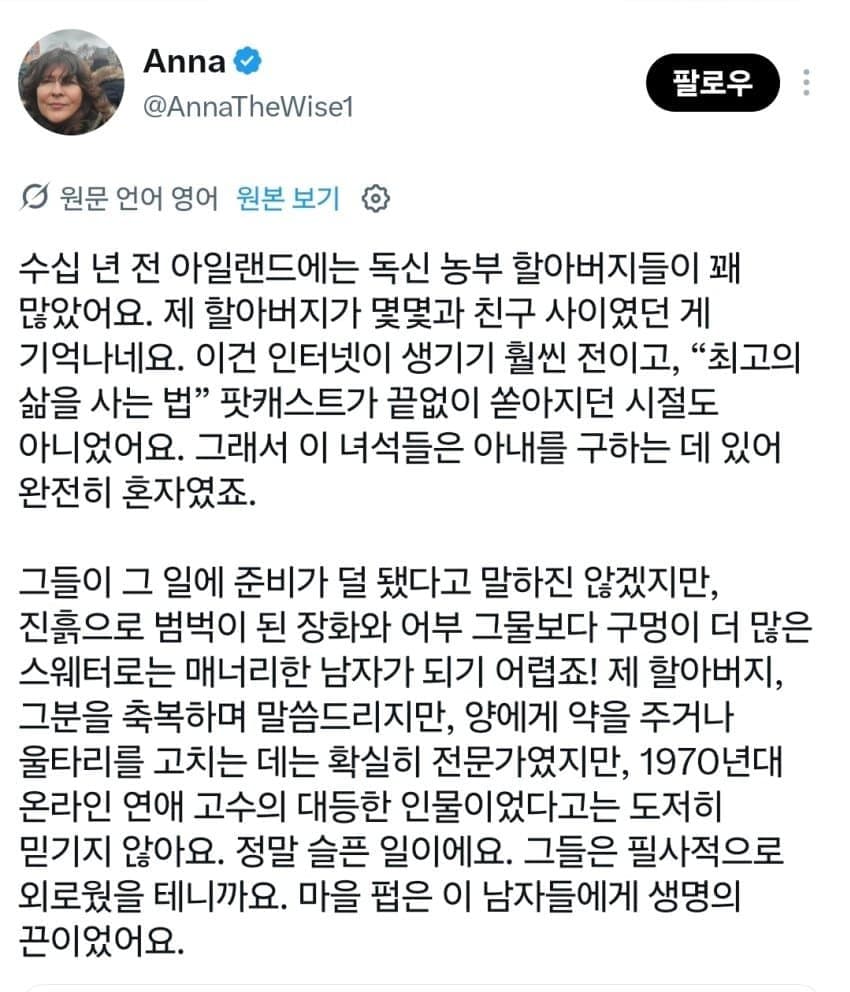 Anna
@AnnaTheWise1
팔로우
원문 언어 영어 원본 보기
수십 년 전 아일랜드에는 독신 농부 할아버지들이 꽤
많았어요. 제 할아버지가 몇몇과 친구 사이였던 게
기억나네요. 이건 인터넷이 생기기 훨씬 전이고, “최고의
삶을 사는 법” 팟캐스트가 끝없이 쏟아지던 시절도
아니었어요. 그래서 이 녀석들은 아내를 구하는 데 있어
완전히 혼자였죠.
그들이 그 일에 준비가 덜 됐다고 말하진 않겠지만,
진흙으로 범벅이 된 장화와 어부 그물보다 구멍이 더 많은
스웨터로는 매너리한 남자가 되기 어렵죠! 제 할아버지,
그분을 축복하며 말씀드리지만, 양에게 약을 주거나
울타리를 고치는 데는 확실히 전문가였지만, 1970년대
온라인 연애 고수의 대등한 인물이었다고는 도저히
믿기지 않아요. 정말 슬픈 일이에요. 그들은 필사적으로
외로웠을 테니까요. 마을 펍은 이 남자들에게 생명의
끈이었어요.